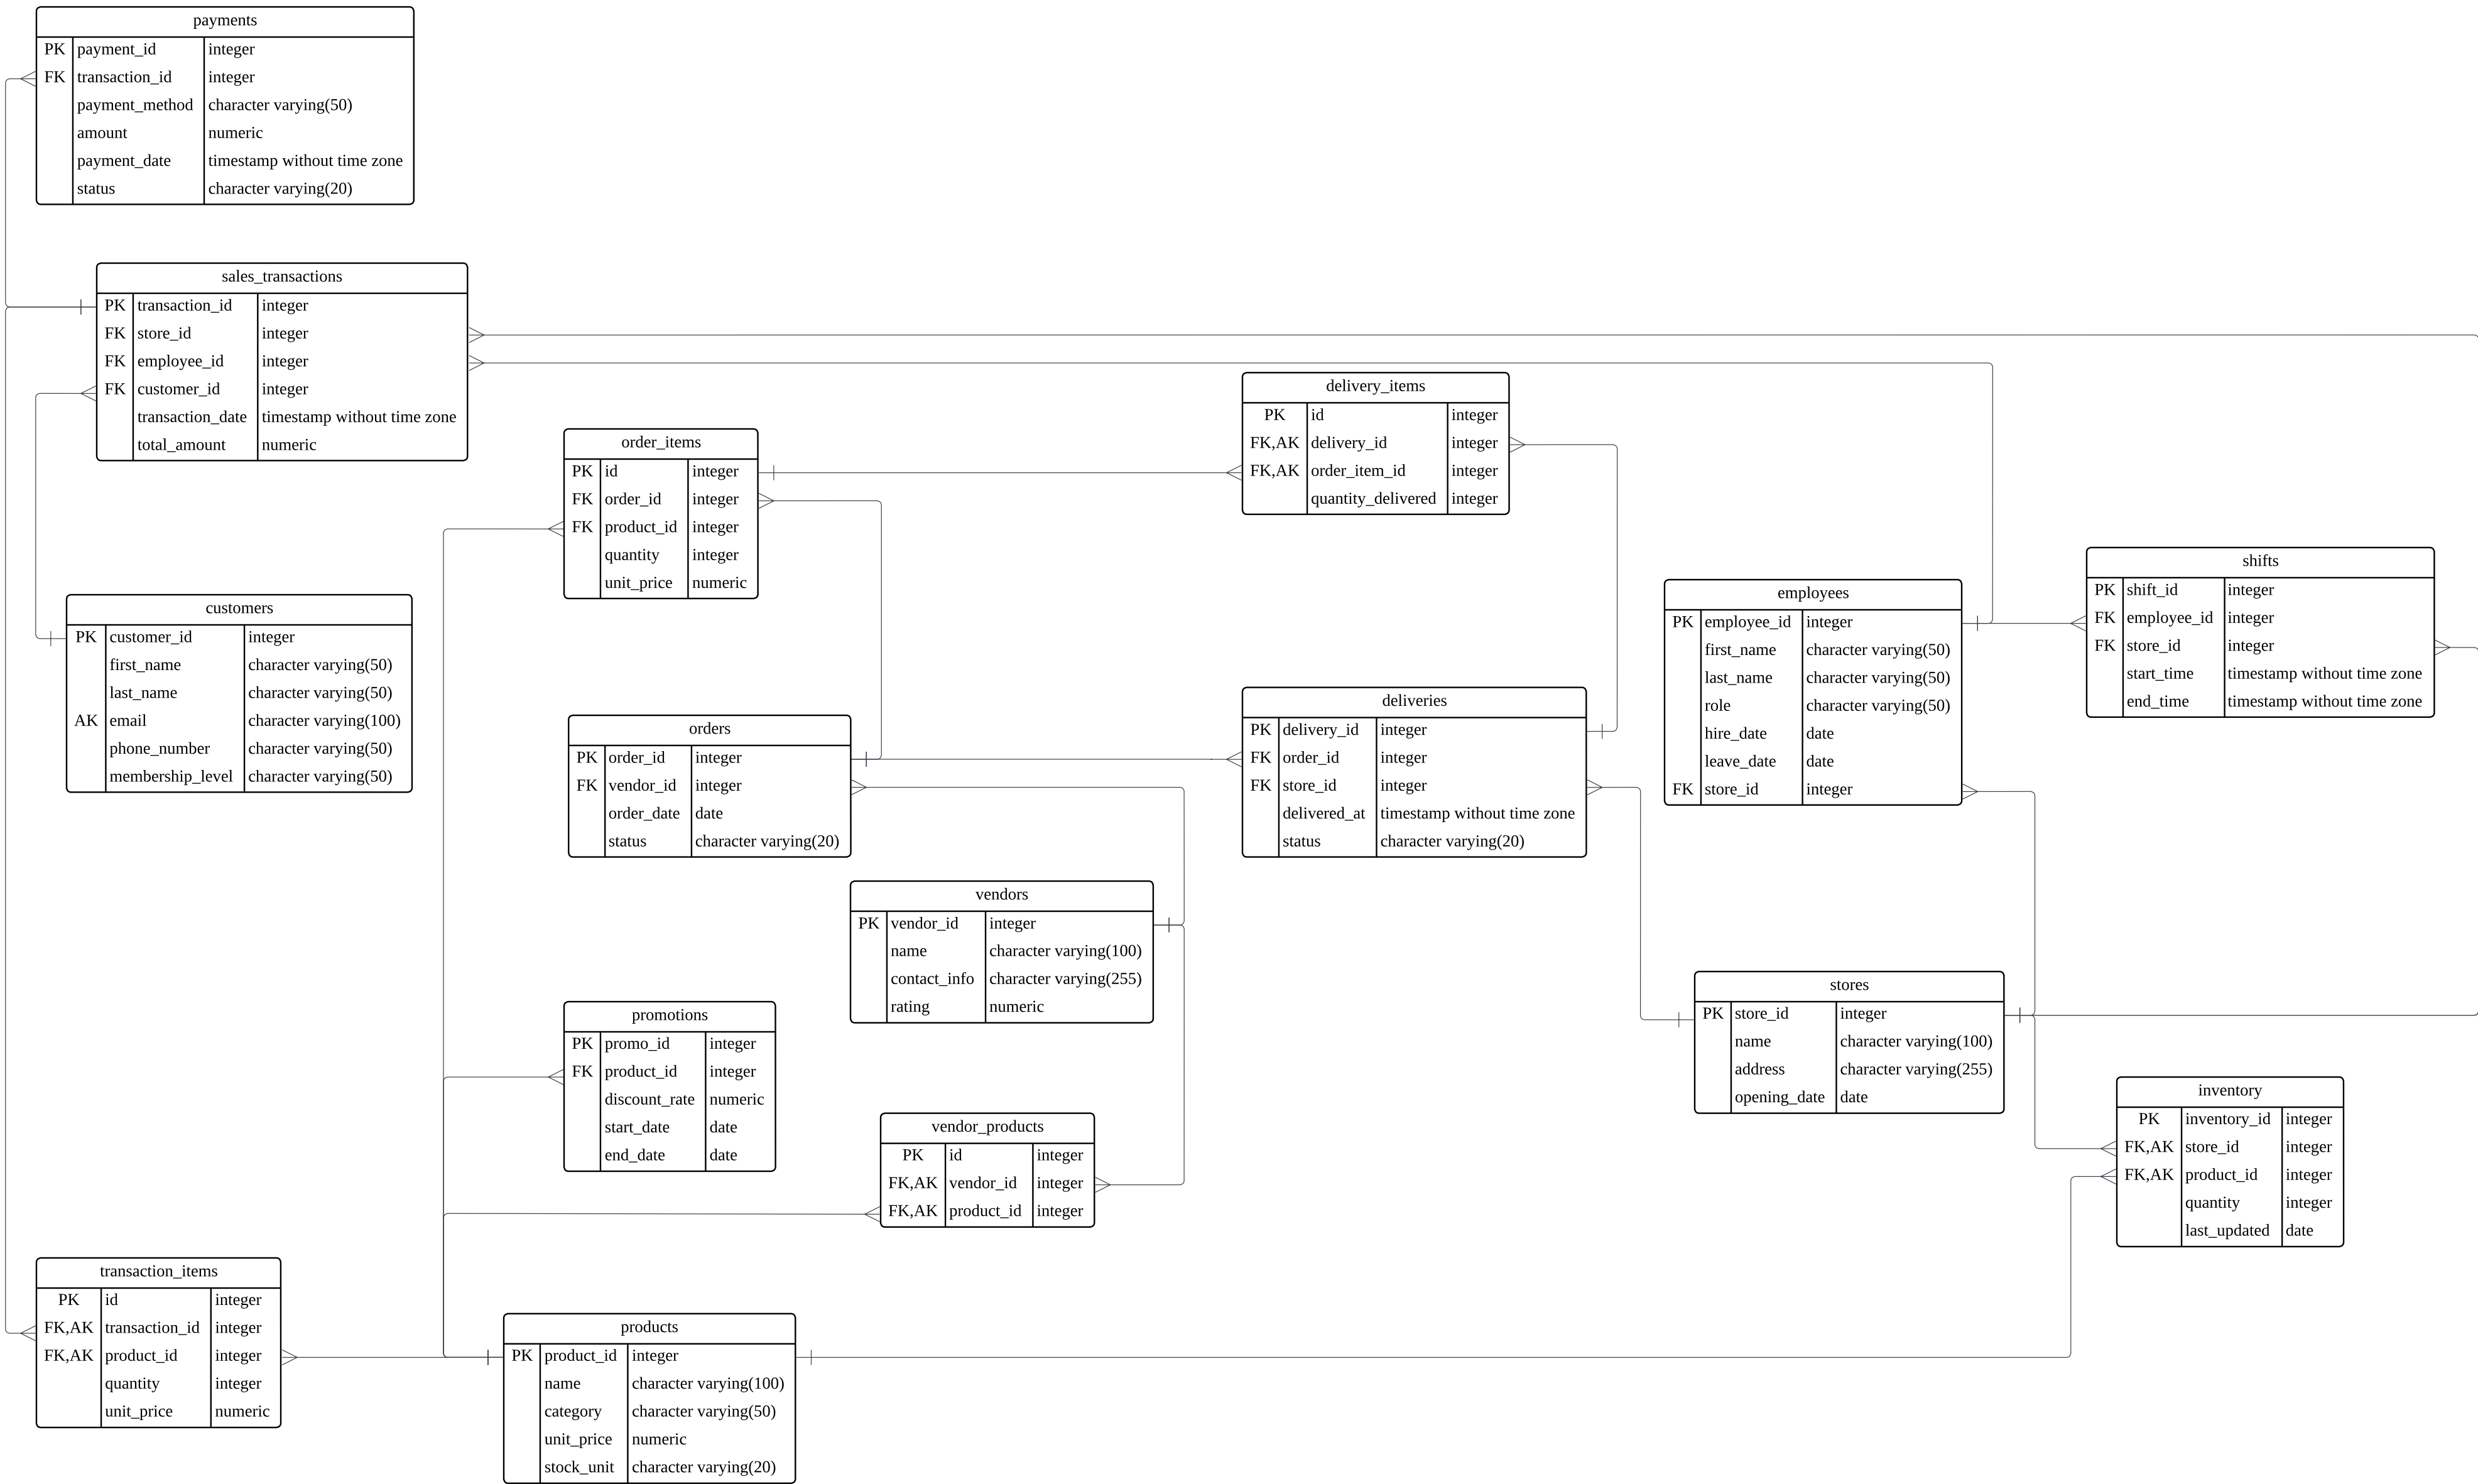 payments
PK payment_id integer
FK transaction_id integer
payment_method character varying(50)
amount numeric
payment_date timestamp without time zone
status character varying(20)
sales_transactions
PK transaction_id integer
FK store_id integer
FK employee_id integer
FK customer_id integer
transaction_date timestamp without time zone
total_amount numeric
delivery_items
PK id integer
FK,AK delivery_id integer
FK,AK order_item_id integer
quantity_delivered integer
order_items
PK id integer
FK order_id integer
FK product_id integer
quantity integer
unit_price numeric
shifts
PK shift_id integer
FK employee_id integer
FK store_id integer
start_time timestamp without time zone
end_time timestamp without time zone
employees
PK employee_id integer
first_name character varying(50)
last_name character varying(50)
role character varying(50)
hire_date date
leave_date date
FK store_id integer
customers
PK customer_id integer
first_name character varying(50)
last_name character varying(50)
AK email character varying(100)
phone_number character varying(50)
membership_level character varying(50)
deliveries
PK delivery_id integer
FK order_id integer
FK store_id integer
delivered_at timestamp without time zone
status character varying(20)
orders
PK order_id integer
FK vendor_id integer
order_date date
status character varying(20)
vendors
PK vendor_id integer
name character varying(100)
contact_info character varying(255)
rating numeric
stores
PK store_id integer
name character varying(100)
address character varying(255)
opening_date date
promotions
PK promo_id integer
FK product_id integer
discount_rate numeric
start_date date
end_date date
inventory
PK inventory_id integer
FK,AK store_id integer
FK,AK product_id integer
quantity integer
last_updated date
vendor_products
PK id integer
FK,AK vendor_id integer
FK,AK product_id integer
transaction_items
PK id integer
FK,AK transaction_id integer
FK,AK product_id integer
quantity integer
unit_price numeric
products
PK product_id integer
name character varying(100)
category character varying(50)
unit_price numeric
stock_unit character varying(20)